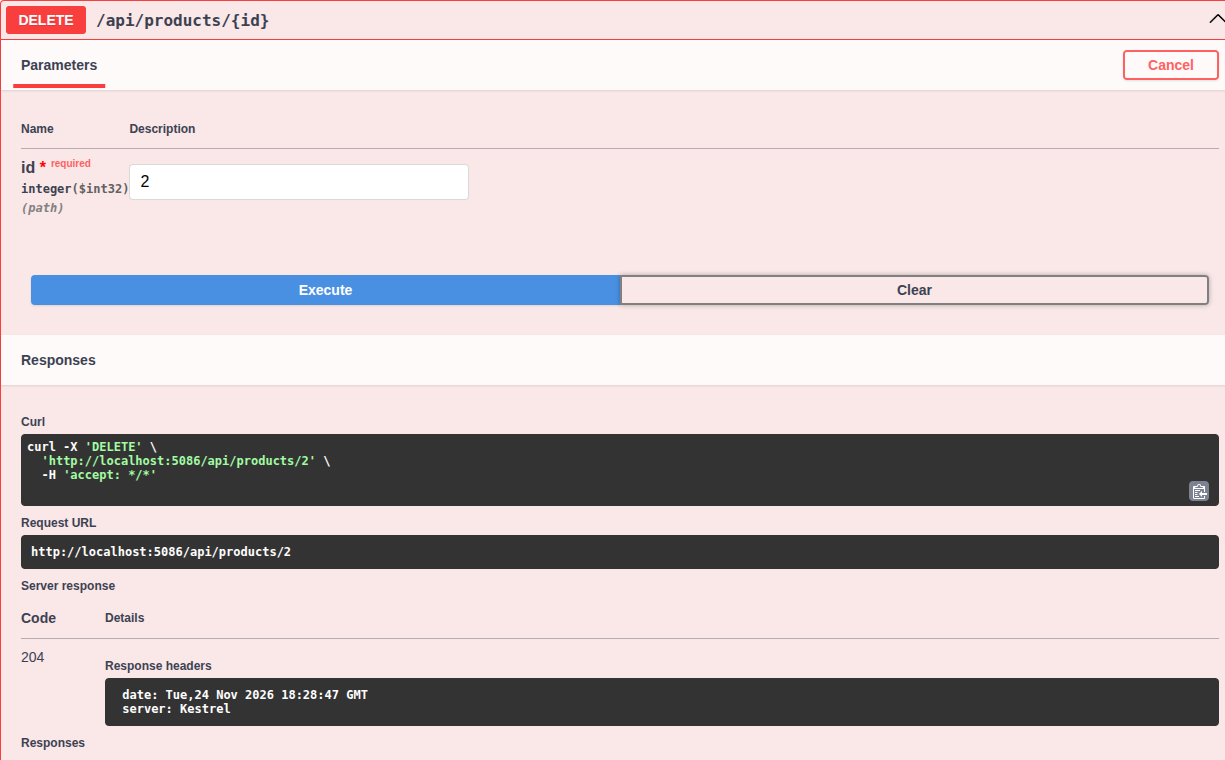 DELETE /api/products/{id}
Parameters Cancel
Name Description
id * required
integer($int32) 2
(path)
Execute Clear
Responses
Curl
curl -X 'DELETE' \
'http://localhost:5086/api/products/2' \
-H 'accept: */*'
Request URL
http://localhost:5086/api/products/2
Server response
Code Details
204
Response headers
date: Tue,24 Nov 2026 18:28:47 GMT
server: Kestrel
Responses